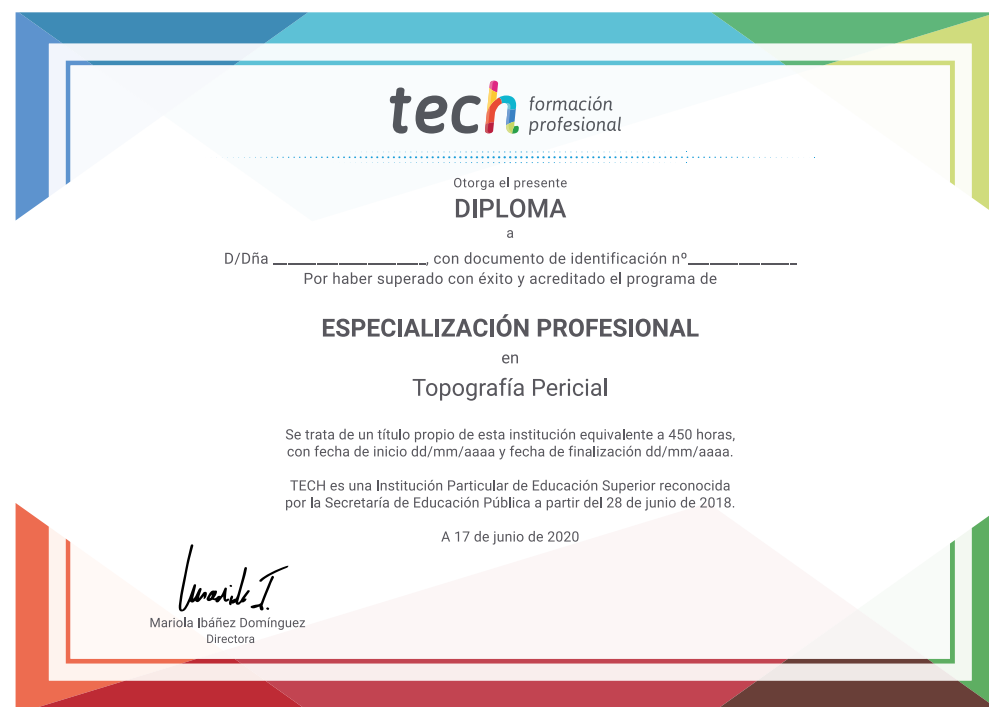 tech formación
profesional
Otorga el presente
DIPLOMA
a
D/Dña ____________________, con documento de identificación nº______________
Por haber superado con éxito y acreditado el programa de
ESPECIALIZACIÓN PROFESIONAL
en
Topografía Pericial
Se trata de un título propio de esta institución equivalente a 450 horas,
con fecha de inicio dd/mm/aaaa y fecha de finalización dd/mm/aaaa.
TECH es una Institución Particular de Educación Superior reconocida
por la Secretaría de Educación Pública a partir del 28 de junio de 2018.
A 17 de junio de 2020
Mariola Ibáñez Domínguez
Directora